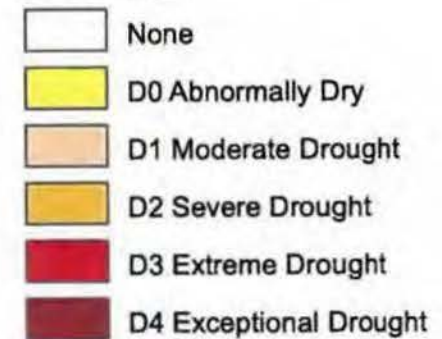 None
D0 Abnormally Dry
D1 Moderate Drought
D2 Severe Drought
D3 Extreme Drought
D4 Exceptional Drought